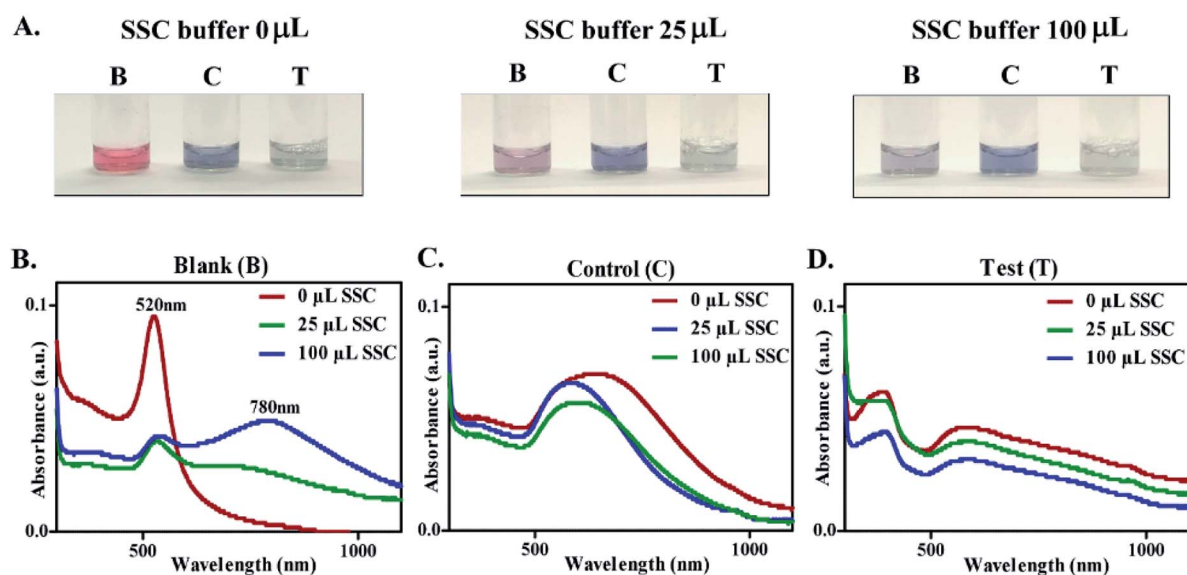 A.
SSC buffer 0 μL
SSC buffer 25 μL
SSC buffer 100 μL
B C T
B C T
B C T
B.
Blank (B)
0.1
0.0
520nm
780nm
0 μL SSC
25 μL SSC
100 μL SSC
Absorbance (a.u.)
500
1000
Wavelength (nm)
C.
Control (C)
0.1
0.0
0 μL SSC
25 μL SSC
100 μL SSC
Absorbance (a.u.)
500
1000
Wavelength (nm)
D.
Test (T)
0.1
0.0
0 μL SSC
25 μL SSC
100 μL SSC
Absorbance (a.u.)
500
1000
Wavelength (nm)